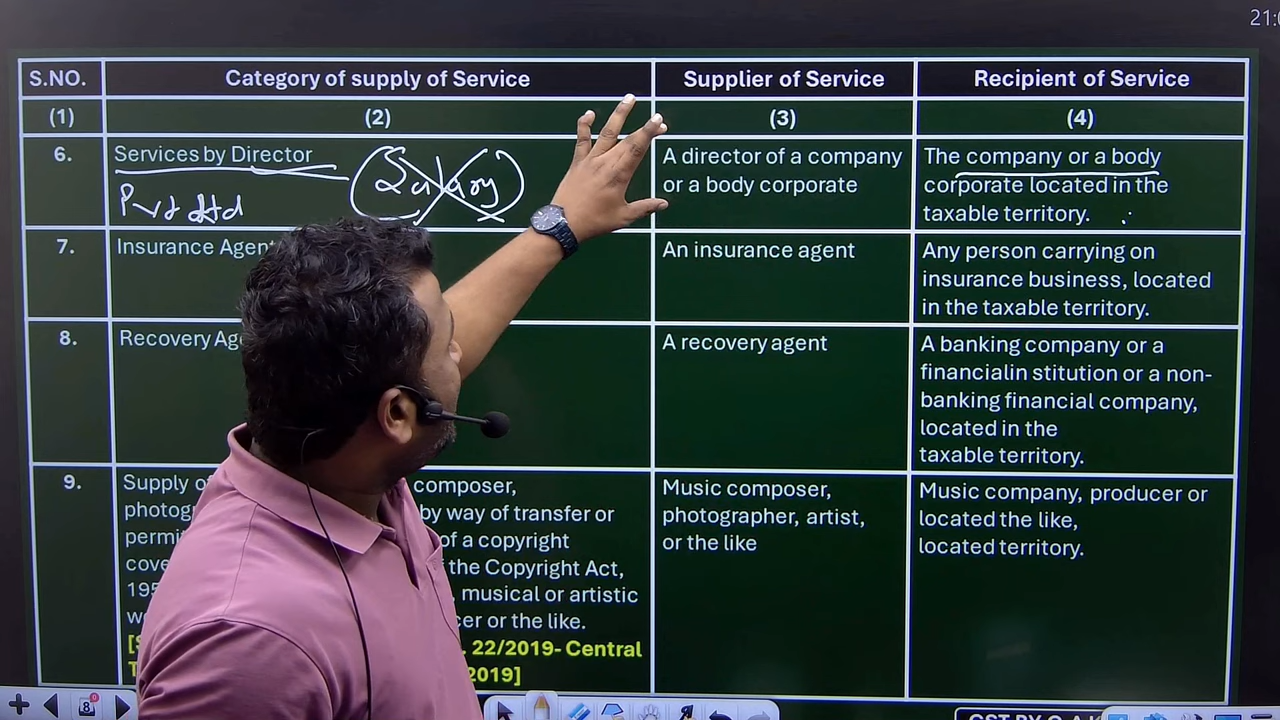 21:
S.NO. Category of supply of Service Supplier of Service Recipient of Service
(1) (2) (3) (4)
6. Services by Director
Pvt Ltd
Salary
A director of a company
or a body corporate
The company or a body
corporate located in the
taxable territory.
7. Insurance Agen
An insurance agent
Any person carrying on
insurance business, located
in the taxable territory.
8. Recovery Ag
A recovery agent
A banking company or a
financialin stitution or a non-
banking financial company,
located in the
taxable territory.
9. Supply o composer,
photog by way of transfer or
permi of a copyright
cove the Copyright Act,
195 , musical or artistic
w cer or the like.
[S . 22/2019- Central
T 2019]
Music composer,
photographer, artist,
or the like
Music company, producer or
located the like,
located territory.
8
GST BY C A K